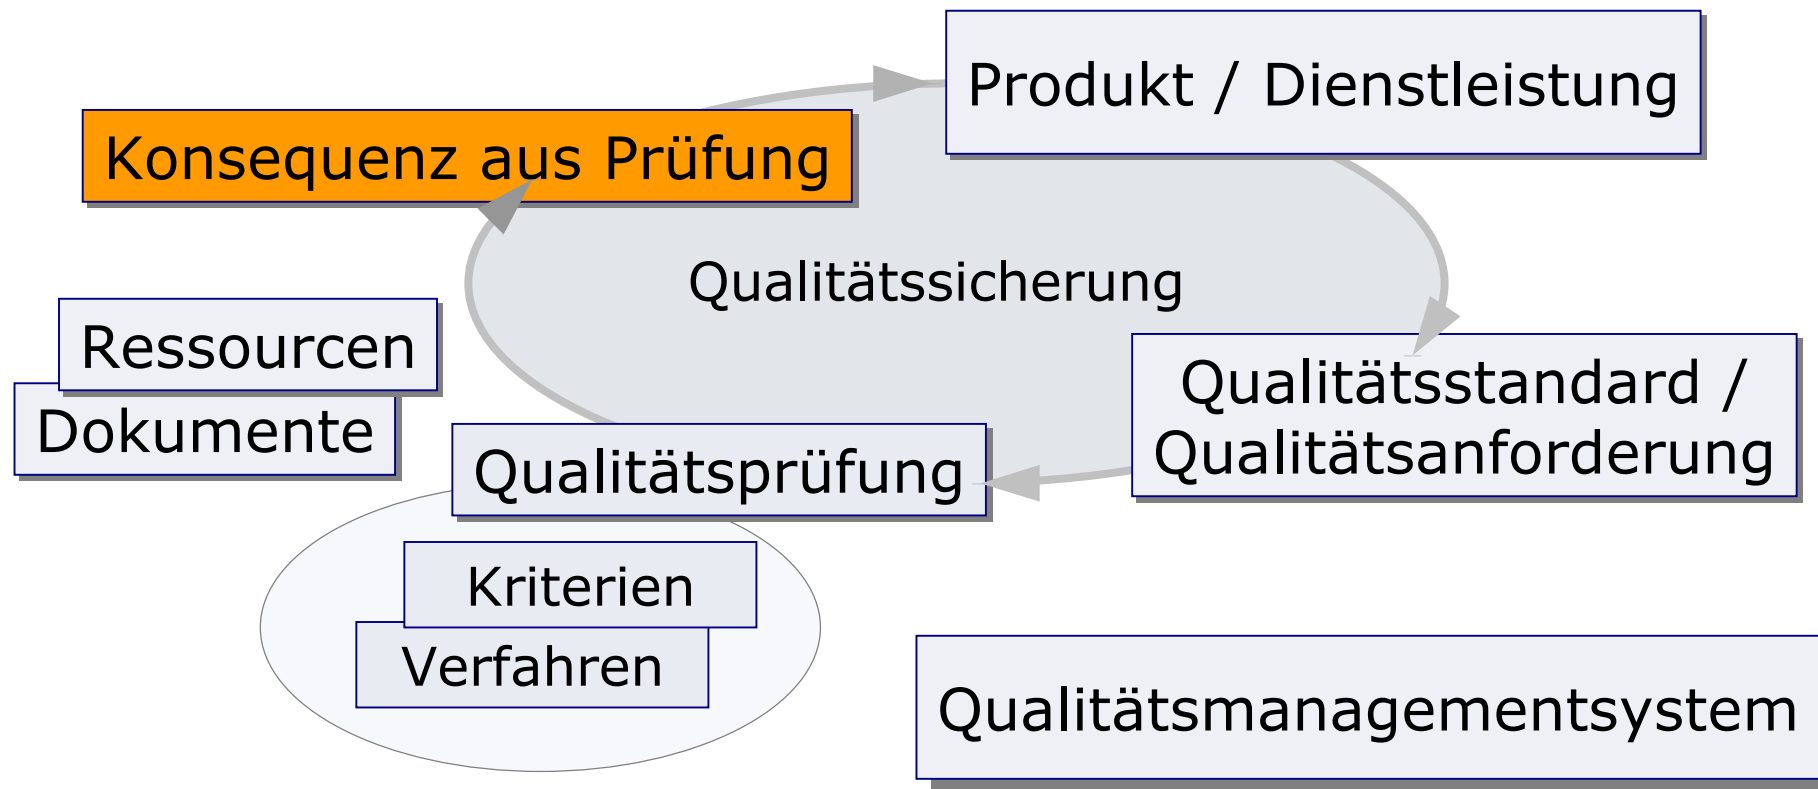 Produkt / Dienstleistung
Konsequenz aus Prüfung
Qualitätssicherung
Ressourcen
Dokumente
Qualitätsstandard /
Qualitätsanforderung
Qualitätsprüfung
Kriterien
Verfahren
Qualitätsmanagementsystem